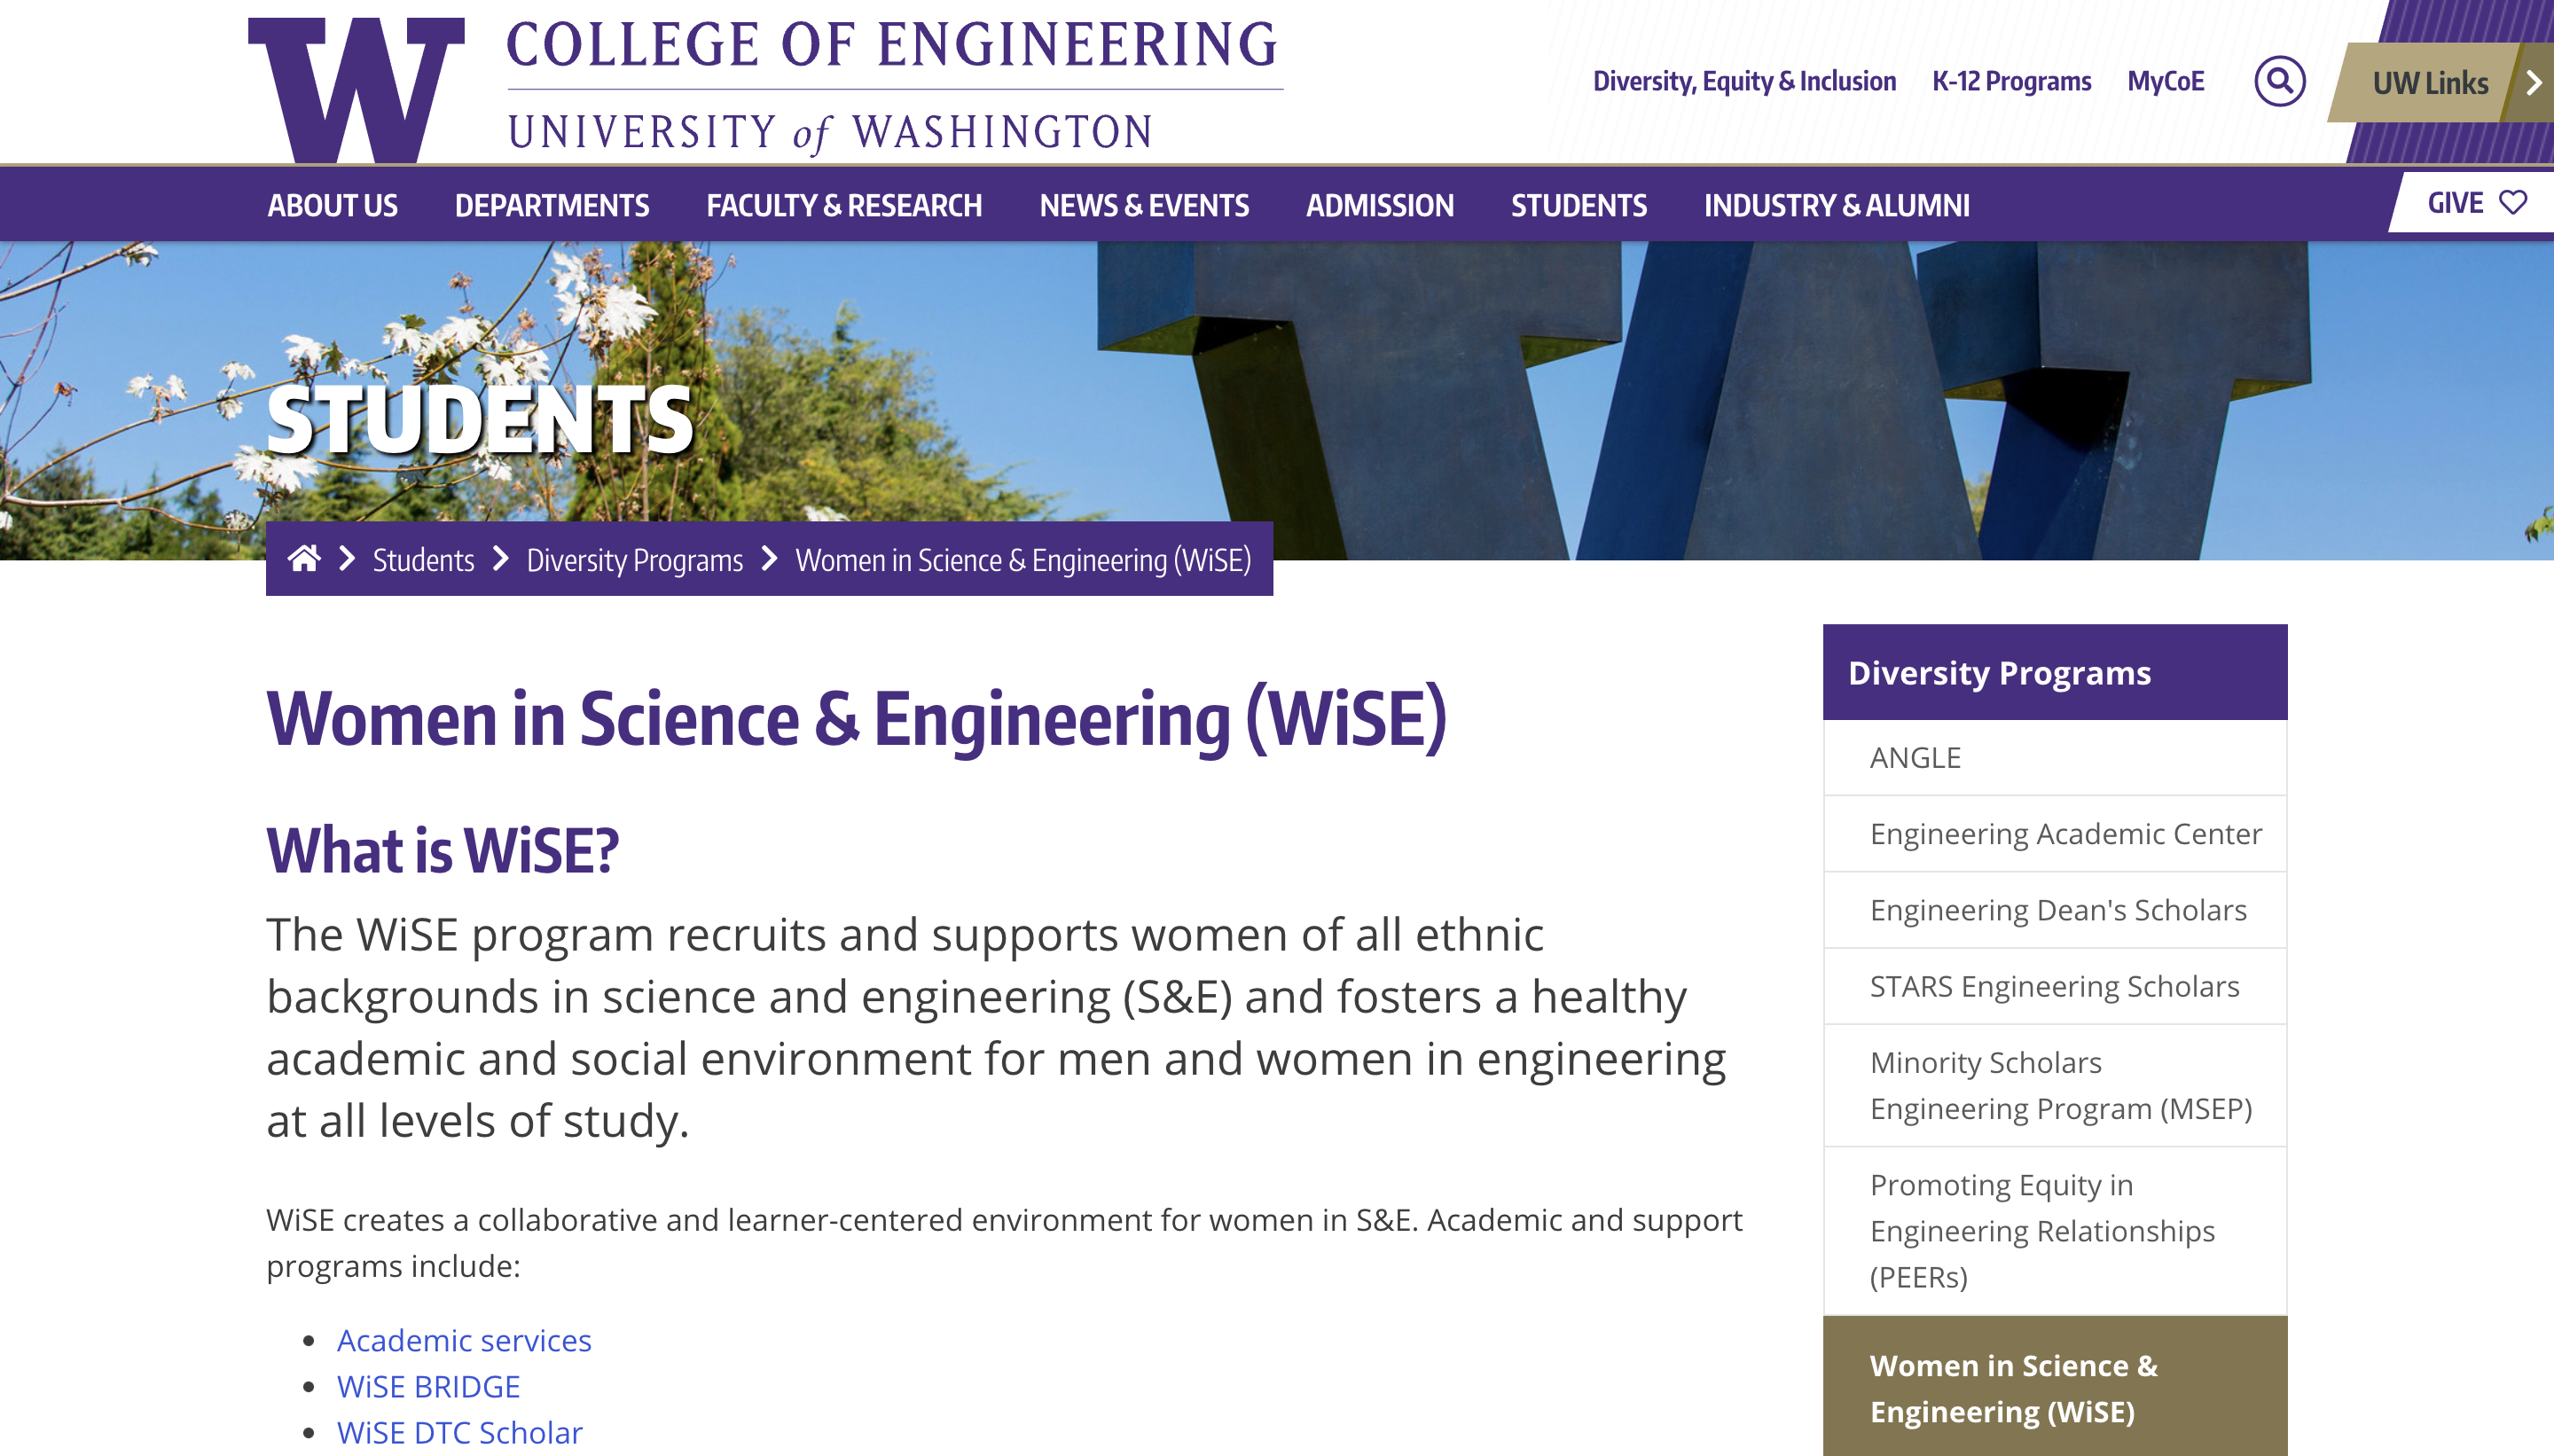 COLLEGE OF ENGINEERING
UNIVERSITY of WASHINGTON
Diversity, Equity & Inclusion
K-12 Programs
MyCoE
UW Links
ABOUT US
DEPARTMENTS
FACULTY & RESEARCH
NEWS & EVENTS
ADMISSION
STUDENTS
INDUSTRY & ALUMNI
GIVE
STUDENTS
Students
Diversity Programs
Women in Science & Engineering (WiSE)
Women in Science & Engineering (WiSE)
What is WiSE?
The WiSE program recruits and supports women of all ethnic
backgrounds in science and engineering (S&E) and fosters a healthy
academic and social environment for men and women in engineering
at all levels of study.
WiSE creates a collaborative and learner-centered environment for women in S&E. Academic and support
programs include:
Academic services
WiSE BRIDGE
WiSE DTC Scholar
Diversity Programs
ANGLE
Engineering Academic Center
Engineering Dean's Scholars
STARS Engineering Scholars
Minority Scholars
Engineering Program (MSEP)
Promoting Equity in
Engineering Relationships
(PEERs)
Women in Science &
Engineering (WiSE)